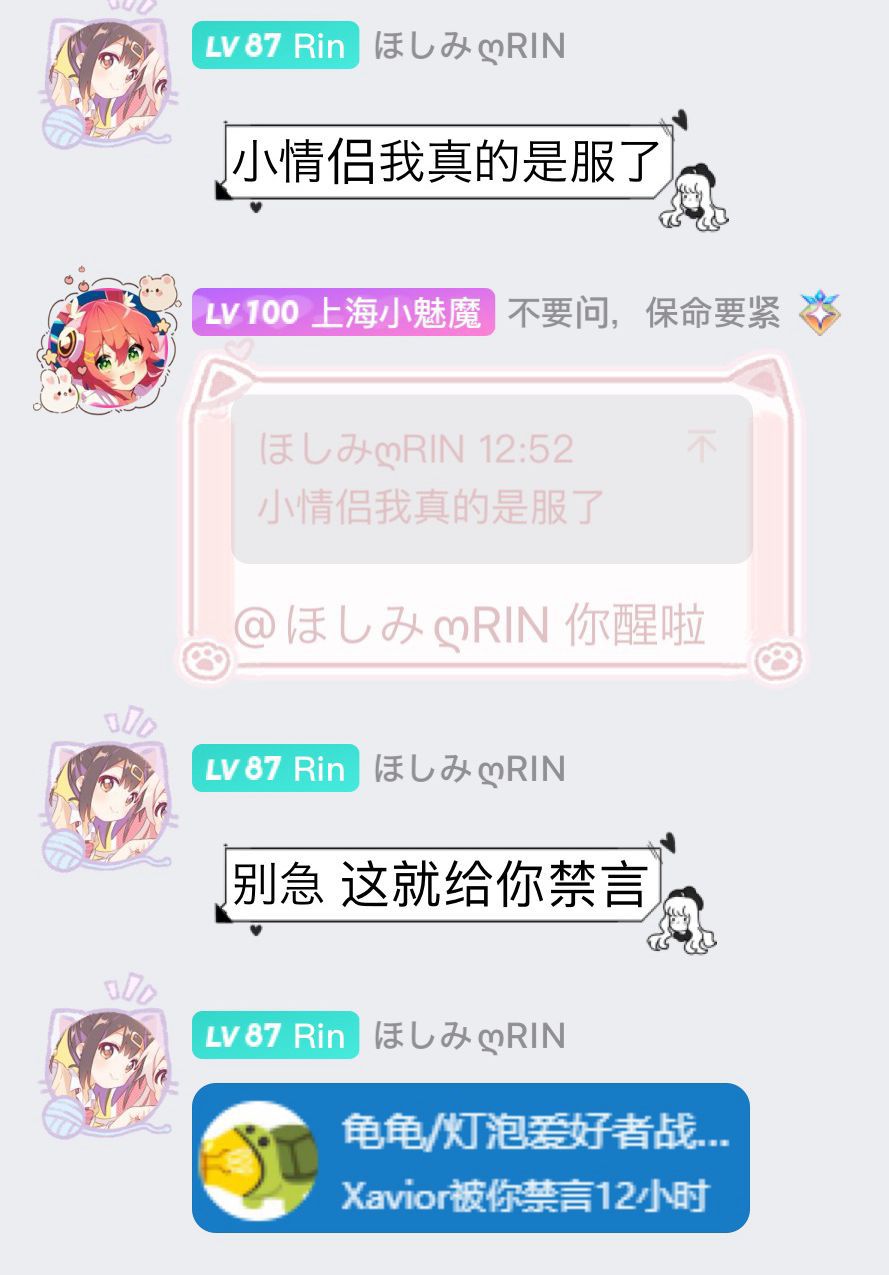 LV 87 Rin ほしみღRIN
小情侣我真的是服了
LV 100 上海小魅魔 不要问，保命要紧
ほしみღRIN 12:52
小情侣我真的是服了
@ほしみღRIN 你醒啦
LV 87 Rin ほしみღRIN
别急 这就给你禁言
LV 87 Rin ほしみღRIN
龟龟/灯泡爱好者战...
Xavior被你禁言12小时